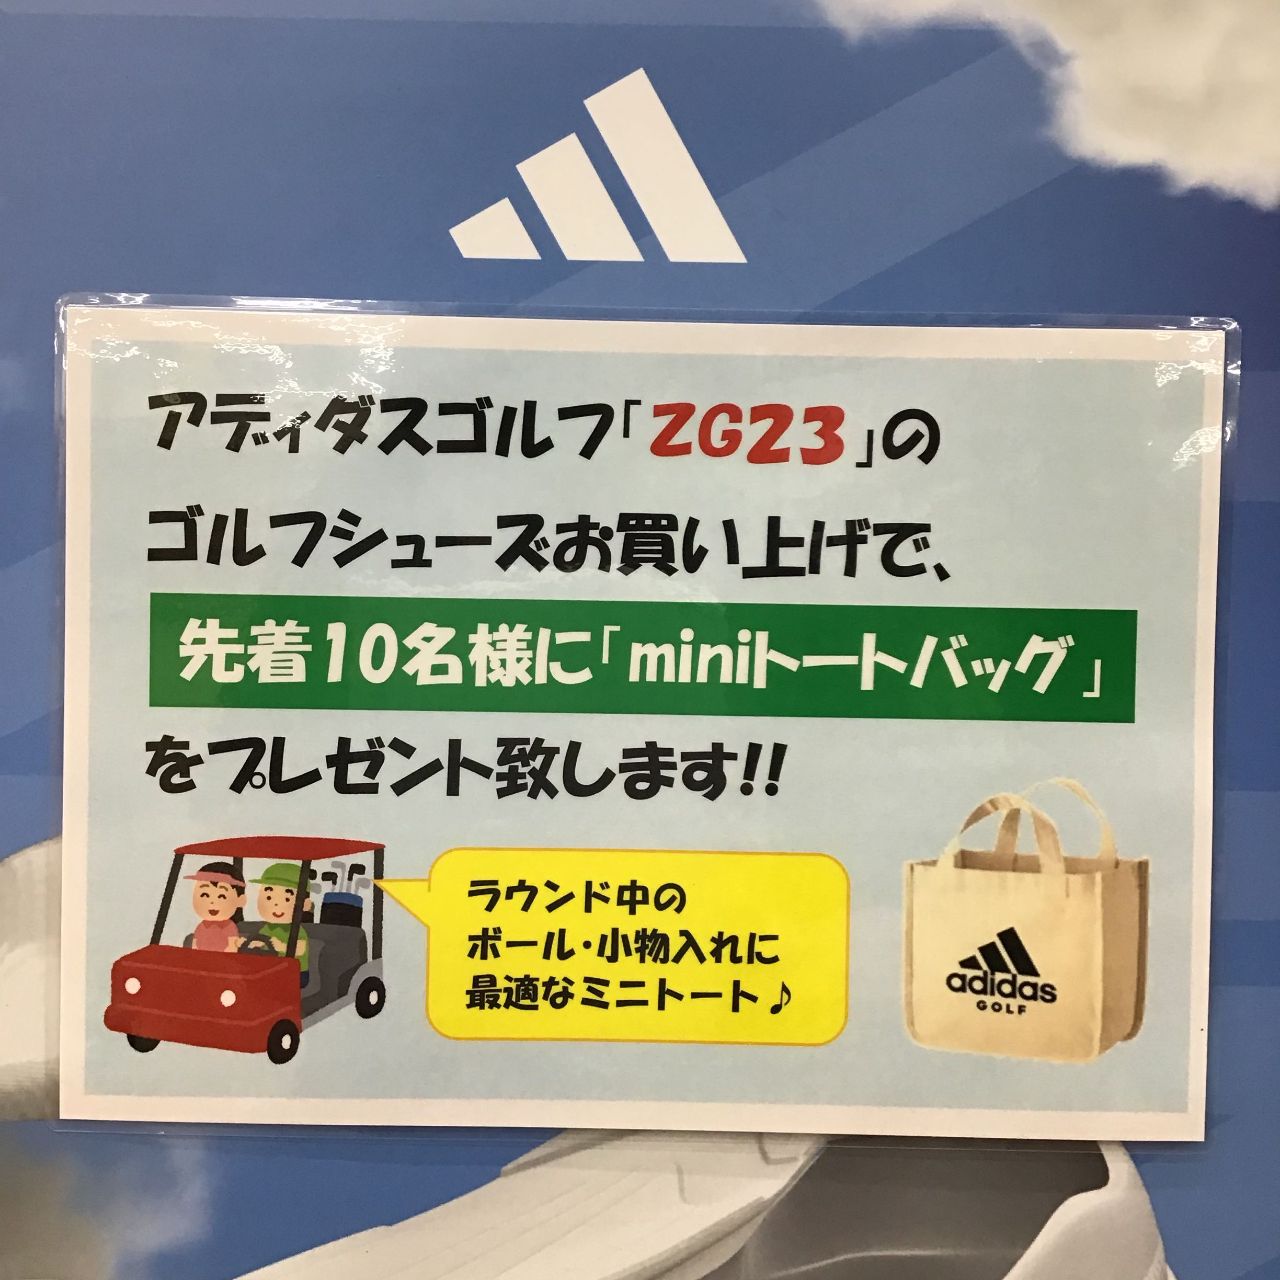 アディダスゴルフ「ZG23」の
ゴルフシューズお買い上げで、
先着10名様に「miniトートバッグ」
をプレゼント致します!!
ラウンド中の
ボール・小物入れに
最適なミニトート♪
adidas
GOLF